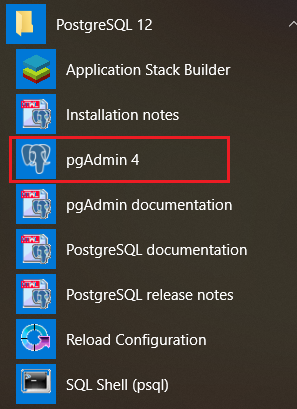 PostgreSQL 12
Application Stack Builder
Installation notes
pgAdmin 4
pgAdmin documentation
PostgreSQL documentation
PostgreSQL release notes
Reload Configuration
SQL Shell (psql)